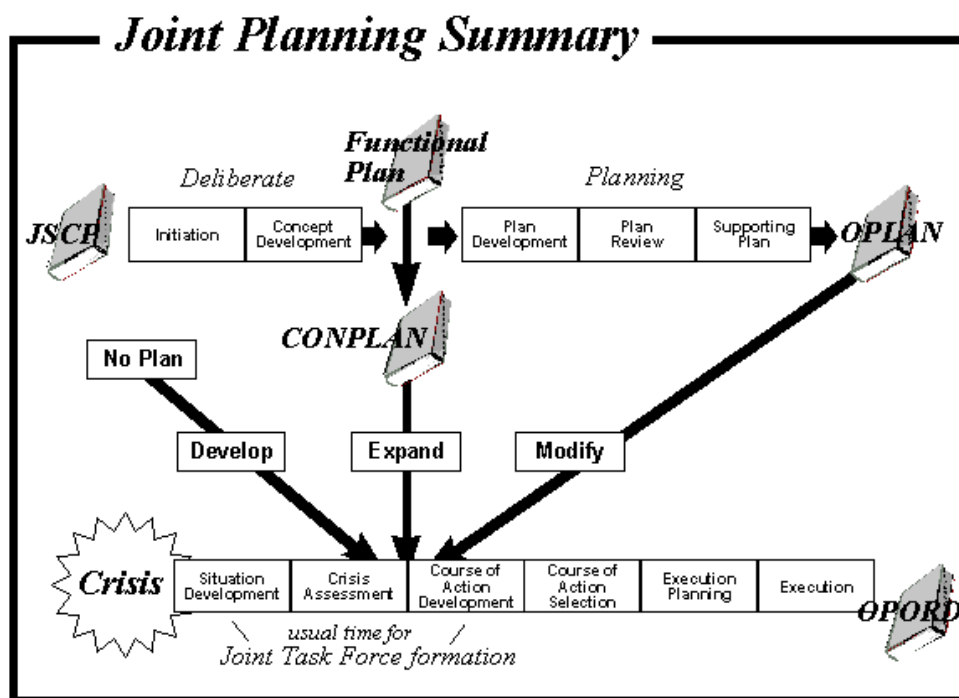 Joint Planning Summary
Functional
Plan
Deliberate
Planning
JSCP
Initiation
Concept
Development
Plan
Development
Plan
Review
Supporting
Plan
OPLAN
CONPLAN
No Plan
Develop
Expand
Modify
Crisis
Situation
Development
Crisis
Assessment
Course of
Action
Development
Course of
Action
Selection
Execution
Planning
Execution
OPORD
usual time for
Joint Task Force formation